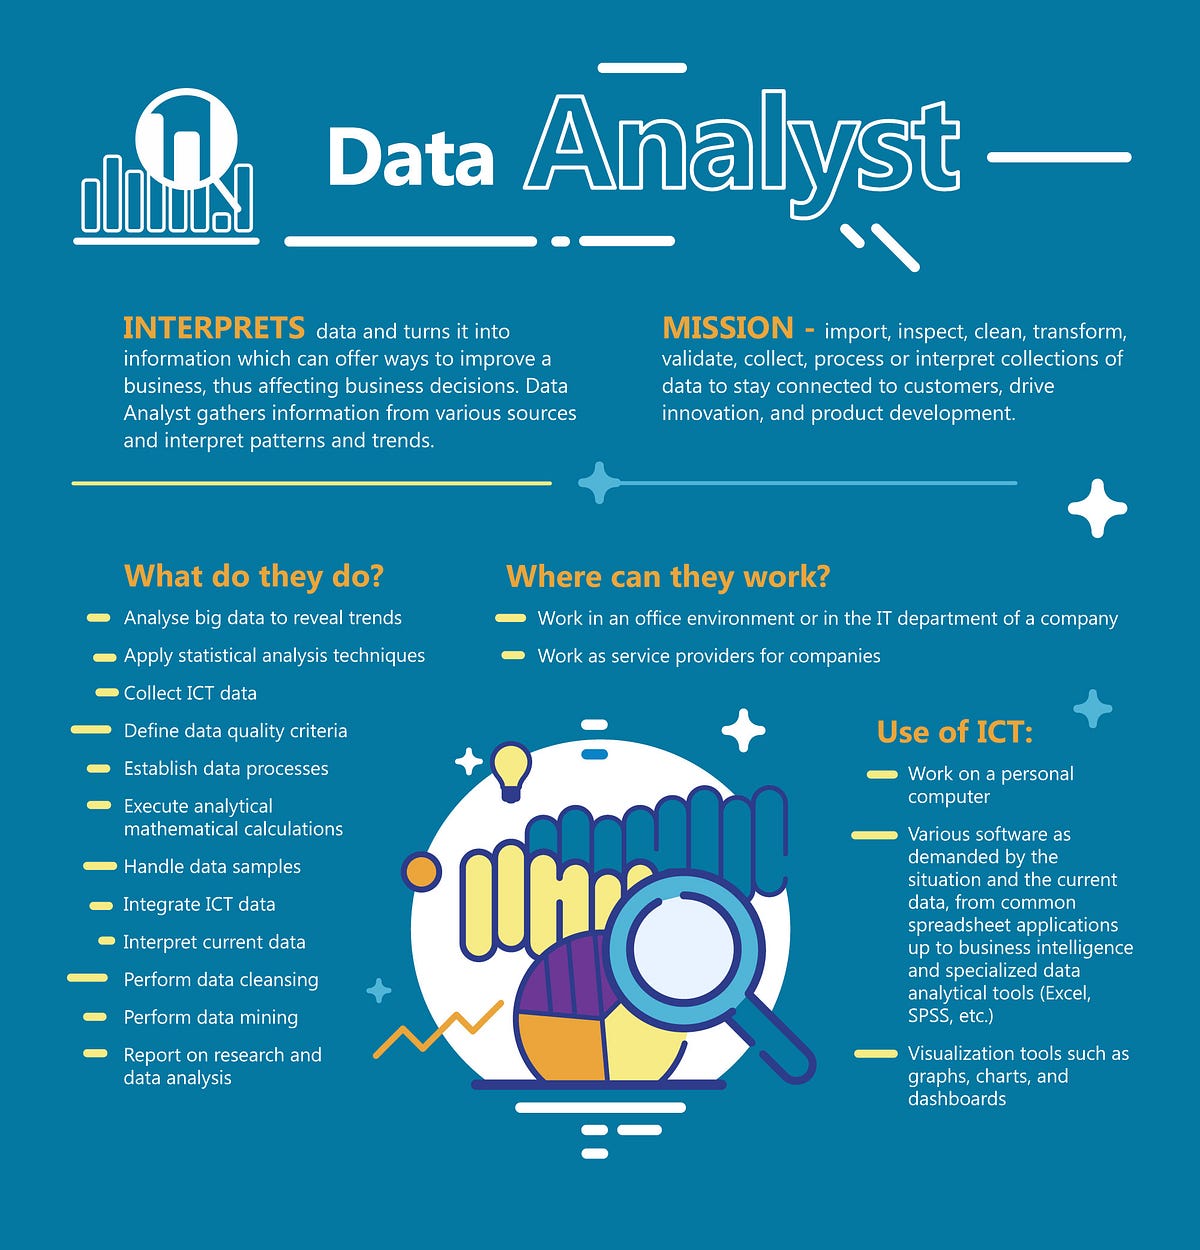 Data Analyst
INTERPRETS data and turns it into
information which can offer ways to improve a
business, thus affecting business decisions. Data
Analyst gathers information from various sources
and interpret patterns and trends.
MISSION - import, inspect, clean, transform,
validate, collect, process or interpret collections of
data to stay connected to customers, drive
innovation, and product development.
What do they do?
Analyse big data to reveal trends
Apply statistical analysis techniques
Collect ICT data
Define data quality criteria
Establish data processes
Execute analytical
mathematical calculations
Handle data samples
Integrate ICT data
Interpret current data
Perform data cleansing
Perform data mining
Report on research and
data analysis
Where can they work?
Work in an office environment or in the IT department of a company
Work as service providers for companies
Use of ICT:
Work on a personal
computer
Various software as
demanded by the
situation and the current
data, from common
spreadsheet applications
up to business intelligence
and specialized data
analytical tools (Excel,
SPSS, etc.)
Visualization tools such as
graphs, charts, and
dashboards